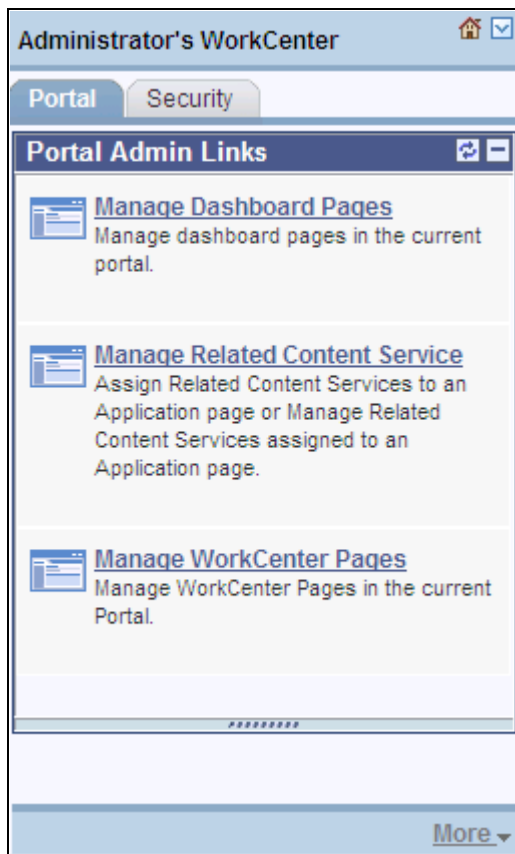 Administrator's WorkCenter
Portal
Security
Portal Admin Links
Manage Dashboard Pages
Manage dashboard pages in the current
portal.
Manage Related Content Service
Assign Related Content Services to an
Application page or Manage Related
Content Services assigned to an
Application page.
Manage WorkCenter Pages
Manage WorkCenter Pages in the current
Portal.
More